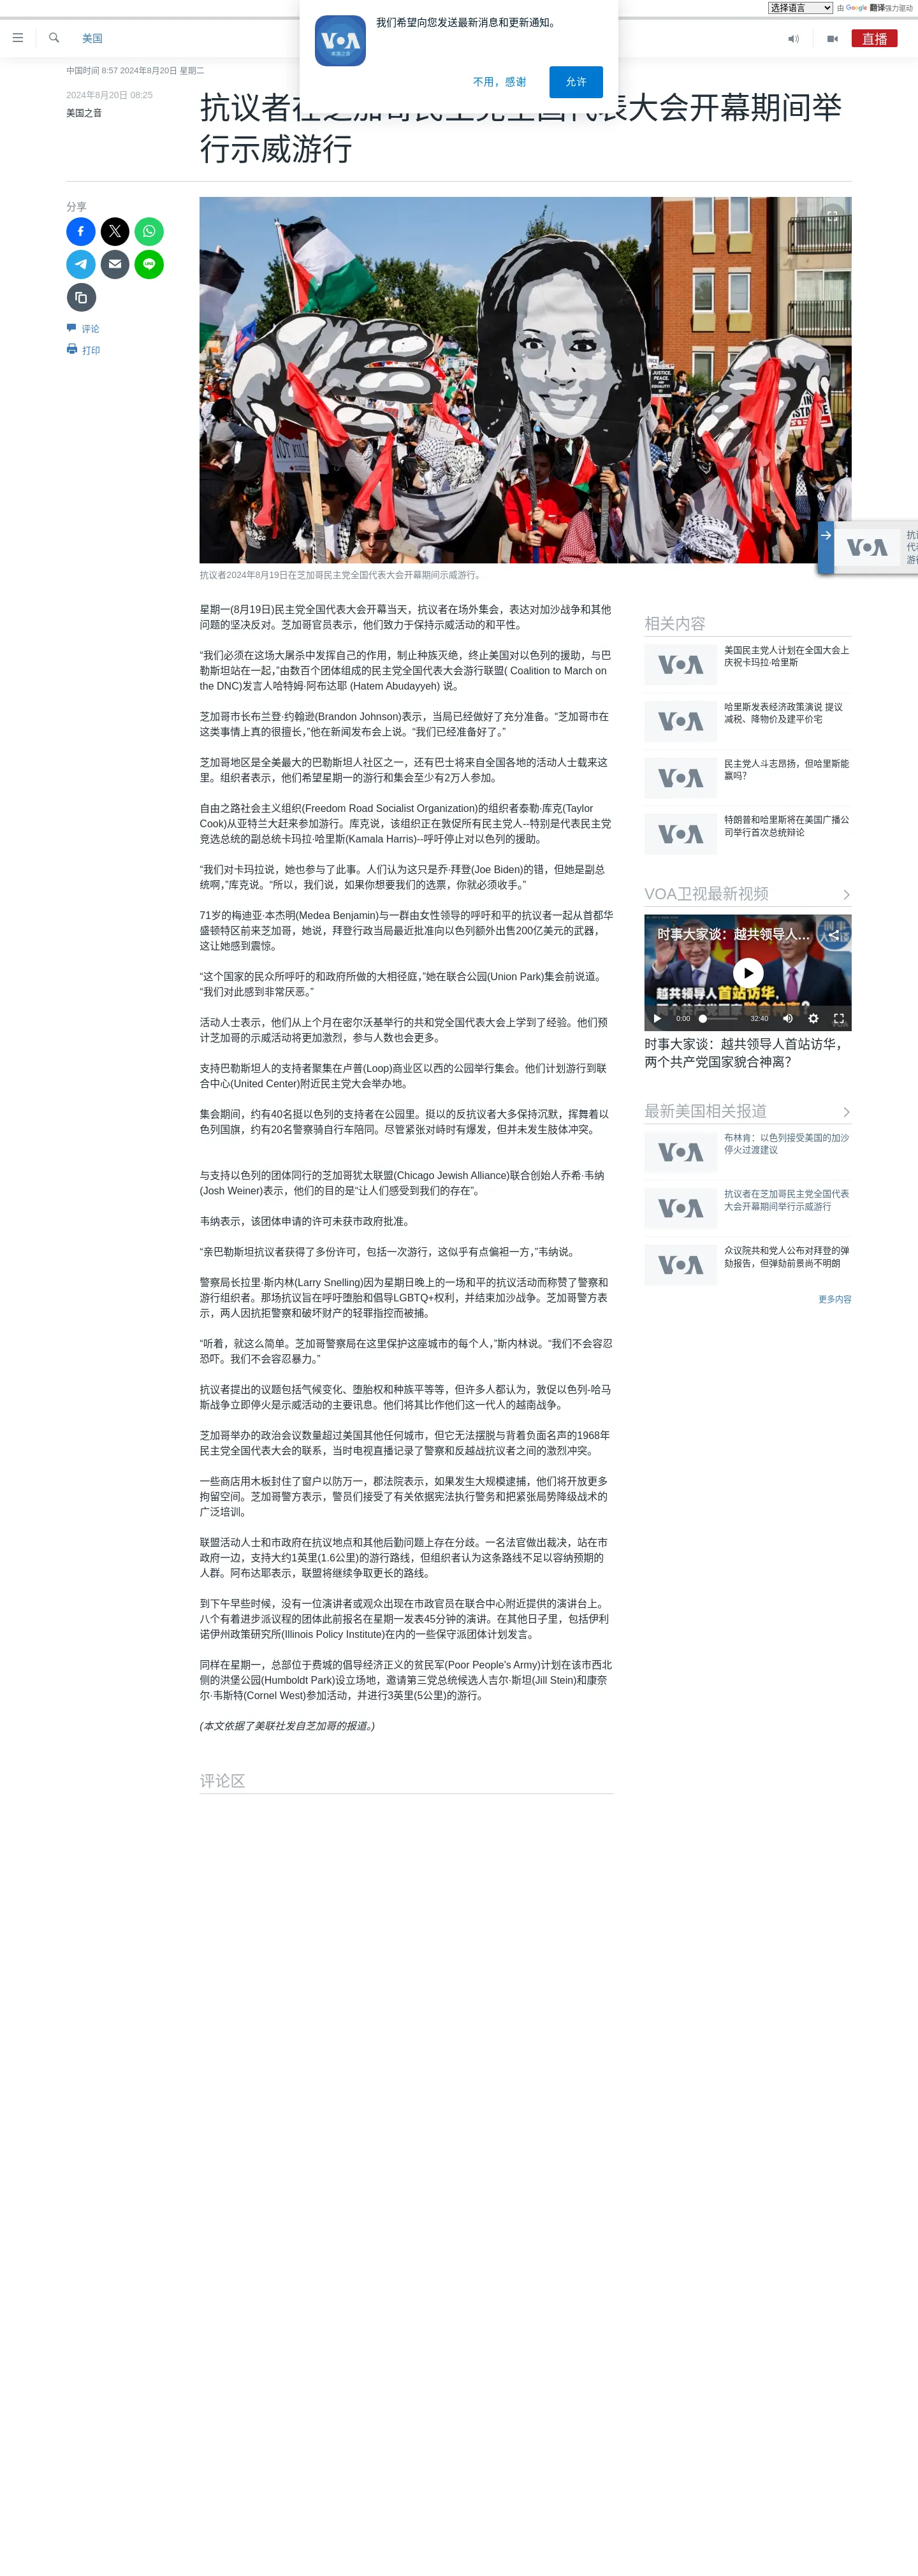 选择语言
由 Google 翻译强力驱动
美国
直播
我们希望向您发送最新消息和更新通知。
VOA
美国之音
不用，感谢
允许
中国时间 8:57 2024年8月20日 星期二
2024年8月20日 08:25
美国之音
抗议者在芝加哥民主党全国代表大会开幕期间举
行示威游行
分享
评论
打印
抗议者2024年8月19日在芝加哥民主党全国代表大会开幕期间示威游行。
VOA
星期一(8月19日)民主党全国代表大会开幕当天，抗议者在场外集会，表达对加沙战争和其他
问题的坚决反对。芝加哥官员表示，他们致力于保持示威活动的和平性。
“我们必须在这场大屠杀中发挥自己的作用，制止种族灭绝，终止美国对以色列的援助，与巴
勒斯坦站在一起，”由数百个团体组成的民主党全国代表大会游行联盟( Coalition to March on
the DNC)发言人哈特姆·阿布达耶 (Hatem Abudayyeh) 说。
芝加哥市长布兰登·约翰逊(Brandon Johnson)表示，当局已经做好了充分准备。“芝加哥市在
这类事情上真的很擅长，”他在新闻发布会上说。“我们已经准备好了。”
芝加哥地区是全美最大的巴勒斯坦人社区之一，还有巴士将来自全国各地的活动人士载来这
里。组织者表示，他们希望星期一的游行和集会至少有2万人参加。
自由之路社会主义组织(Freedom Road Socialist Organization)的组织者泰勒·库克(Taylor
Cook)从亚特兰大赶来参加游行。库克说，该组织正在敦促所有民主党人--特别是代表民主党
竞选总统的副总统卡玛拉·哈里斯(Kamala Harris)--呼吁停止对以色列的援助。
“我们对卡玛拉说，她也参与了此事。人们认为这只是乔·拜登(Joe Biden)的错，但她是副总
统啊，”库克说。“所以，我们说，如果你想要我们的选票，你就必须收手。”
71岁的梅迪亚·本杰明(Medea Benjamin)与一群由女性领导的呼吁和平的抗议者一起从首都华
盛顿特区前来芝加哥，她说，拜登行政当局最近批准向以色列额外出售200亿美元的武器，
这让她感到震惊。
“这个国家的民众所呼吁的和政府所做的大相径庭，”她在联合公园(Union Park)集会前说道。
“我们对此感到非常厌恶。”
活动人士表示，他们从上个月在密尔沃基举行的共和党全国代表大会上学到了经验。他们预
计芝加哥的示威活动将更加激烈，参与人数也会更多。
支持巴勒斯坦人的支持者聚集在卢普(Loop)商业区以西的公园举行集会。他们计划游行到联
合中心(United Center)附近民主党大会举办地。
集会期间，约有40名挺以色列的支持者在公园里。挺以的反抗议者大多保持沉默，挥舞着以
色列国旗，约有20名警察骑自行车陪同。尽管紧张对峙时有爆发，但并未发生肢体冲突。
与支持以色列的团体同行的芝加哥犹太联盟(Chicago Jewish Alliance)联合创始人乔希·韦纳
(Josh Weiner)表示，他们的目的是“让人们感受到我们的存在”。
韦纳表示，该团体申请的许可未获市政府批准。
“亲巴勒斯坦抗议者获得了多份许可，包括一次游行，这似乎有点偏袒一方，”韦纳说。
警察局长拉里·斯内林(Larry Snelling)因为星期日晚上的一场和平的抗议活动而称赞了警察和
游行组织者。那场抗议旨在呼吁堕胎和倡导LGBTQ+权利，并结束加沙战争。芝加哥警方表
示，两人因抗拒警察和破坏财产的轻罪指控而被捕。
“听着，就这么简单。芝加哥警察局在这里保护这座城市的每个人，”斯内林说。“我们不会容忍
恐吓。我们不会容忍暴力。”
抗议者提出的议题包括气候变化、堕胎权和种族平等等，但许多人都认为，敦促以色列-哈马
斯战争立即停火是示威活动的主要讯息。他们将其比作他们这一代人的越南战争。
芝加哥举办的政治会议数量超过美国其他任何城市，但它无法摆脱与背着负面名声的1968年
民主党全国代表大会的联系，当时电视直播记录了警察和反越战抗议者之间的激烈冲突。
一些商店用木板封住了窗户以防万一，郡法院表示，如果发生大规模逮捕，他们将开放更多
拘留空间。芝加哥警方表示，警员们接受了有关依据宪法执行警务和把紧张局势降级战术的
广泛培训。
联盟活动人士和市政府在抗议地点和其他后勤问题上存在分歧。一名法官做出裁决，站在市
政府一边，支持大约1英里(1.6公里)的游行路线，但组织者认为这条路线不足以容纳预期的
人群。阿布达耶表示，联盟将继续争取更长的路线。
到下午早些时候，没有一位演讲者或观众出现在市政官员在联合中心附近提供的演讲台上。
八个有着进步派议程的团体此前报名在星期一发表45分钟的演讲。在其他日子里，包括伊利
诺伊州政策研究所(Illinois Policy Institute)在内的一些保守派团体计划发言。
同样在星期一，总部位于费城的倡导经济正义的贫民军(Poor People's Army)计划在该市西北
侧的洪堡公园(Humboldt Park)设立场地，邀请第三党总统候选人吉尔·斯坦(Jill Stein)和康奈
尔·韦斯特(Cornel West)参加活动，并进行3英里(5公里)的游行。
(本文依据了美联社发自芝加哥的报道。)
评论区
相关内容
VOA
美国民主党人计划在全国大会上
庆祝卡玛拉·哈里斯
VOA
哈里斯发表经济政策演说 提议
减税、降物价及建平价宅
VOA
民主党人斗志昂扬，但哈里斯能
赢吗?
VOA
特朗普和哈里斯将在美国广播公
司举行首次总统辩论
VOA卫视最新视频
时事大家谈：越共领导人...
越共领导人首站访华，
0:00
32:40
时事大家谈：越共领导人首站访华，
两个共产党国家貌合神离？
最新美国相关报道
VOA
布林肯：以色列接受美国的加沙
停火过渡建议
VOA
抗议者在芝加哥民主党全国代表
大会开幕期间举行示威游行
VOA
众议院共和党人公布对拜登的弹
劾报告，但弹劾前景尚不明朗
更多内容